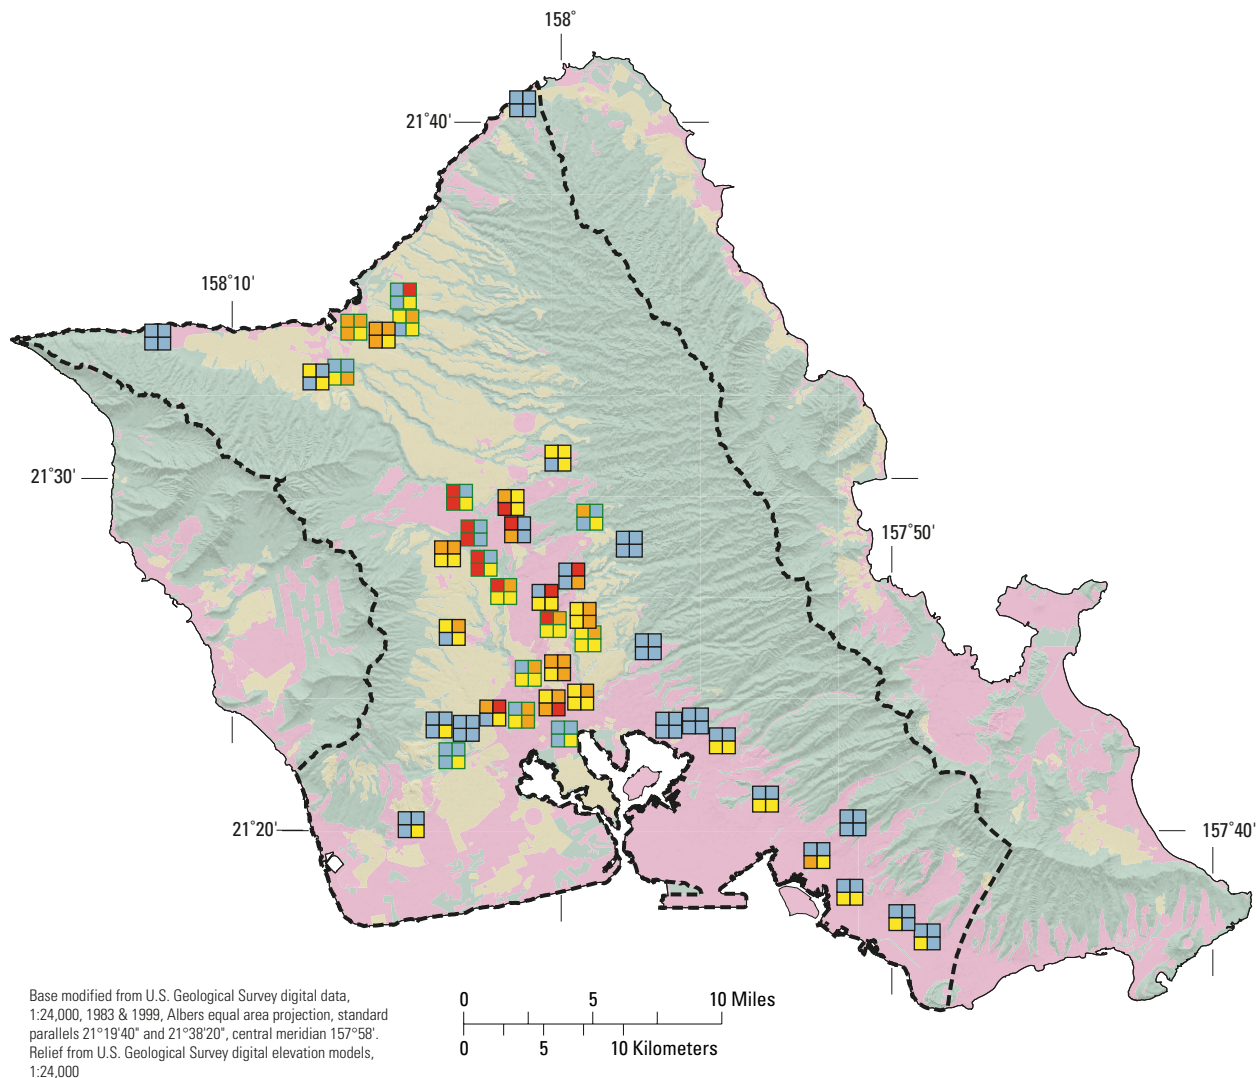 158°
21°40'
158°10'
21°30'
157°50'
21°20'
157°40'
Base modified from U.S. Geological Survey digital data,
1:24,000, 1983 & 1999, Albers equal area projection, standard
parallels 21°19'40" and 21°38'20", central meridian 157°58'.
Relief from U.S. Geological Survey digital elevation models,
1:24,000
0 5 10 Miles
0 5 10 Kilometers